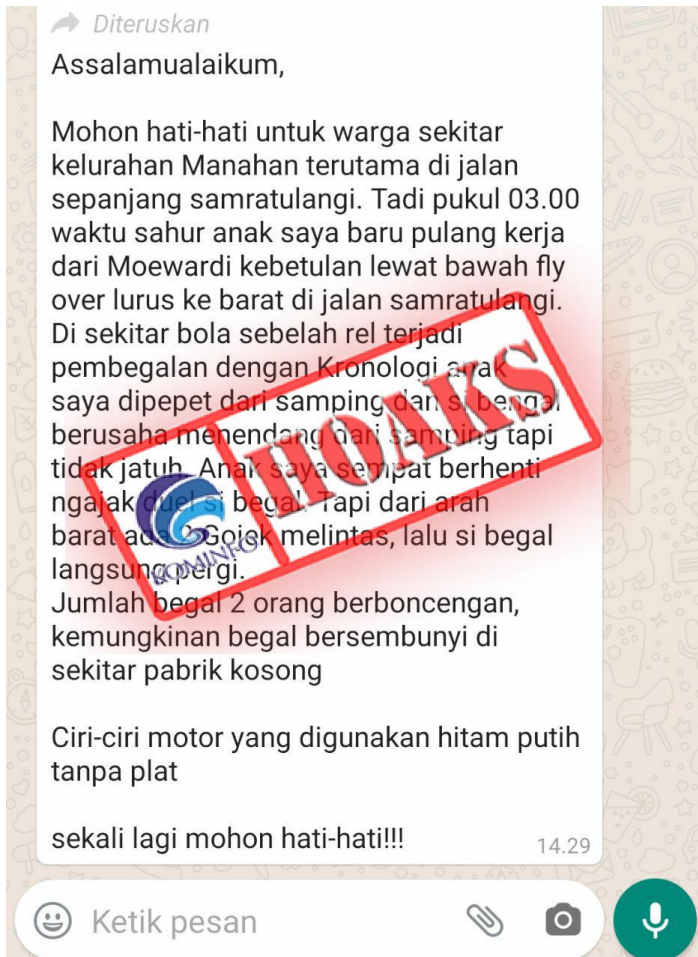 Diteruskan
Assalamualaikum,
Mohon hati-hati untuk warga sekitar
kelurahan Manahan terutama di jalan
sepanjang samratulangi. Tadi pukul 03.00
waktu sahur anak saya baru pulang kerja
dari Moewardi kebetulan lewat bawah fly
over lurus ke barat di jalan samratulangi.
Di sekitar bola sebelah rel terjadi
pembegalan dengan Kronologi anak
saya dipepet dari samping dan si bengal
berusaha menendang dari samping tapi
tidak jatuh. Anak saya sempat berhenti
ngajak duel si begal. Tapi dari arah
barat ada Gojek melintas, lalu si begal
langsung pergi.
Jumlah begal 2 orang berboncengan,
kemungkinan begal bersembunyi di
sekitar pabrik kosong
Ciri-ciri motor yang digunakan hitam putih
tanpa plat
sekali lagi mohon hati-hati!!!
14.29
KOMINFO
HOAKS
Ketik pesan